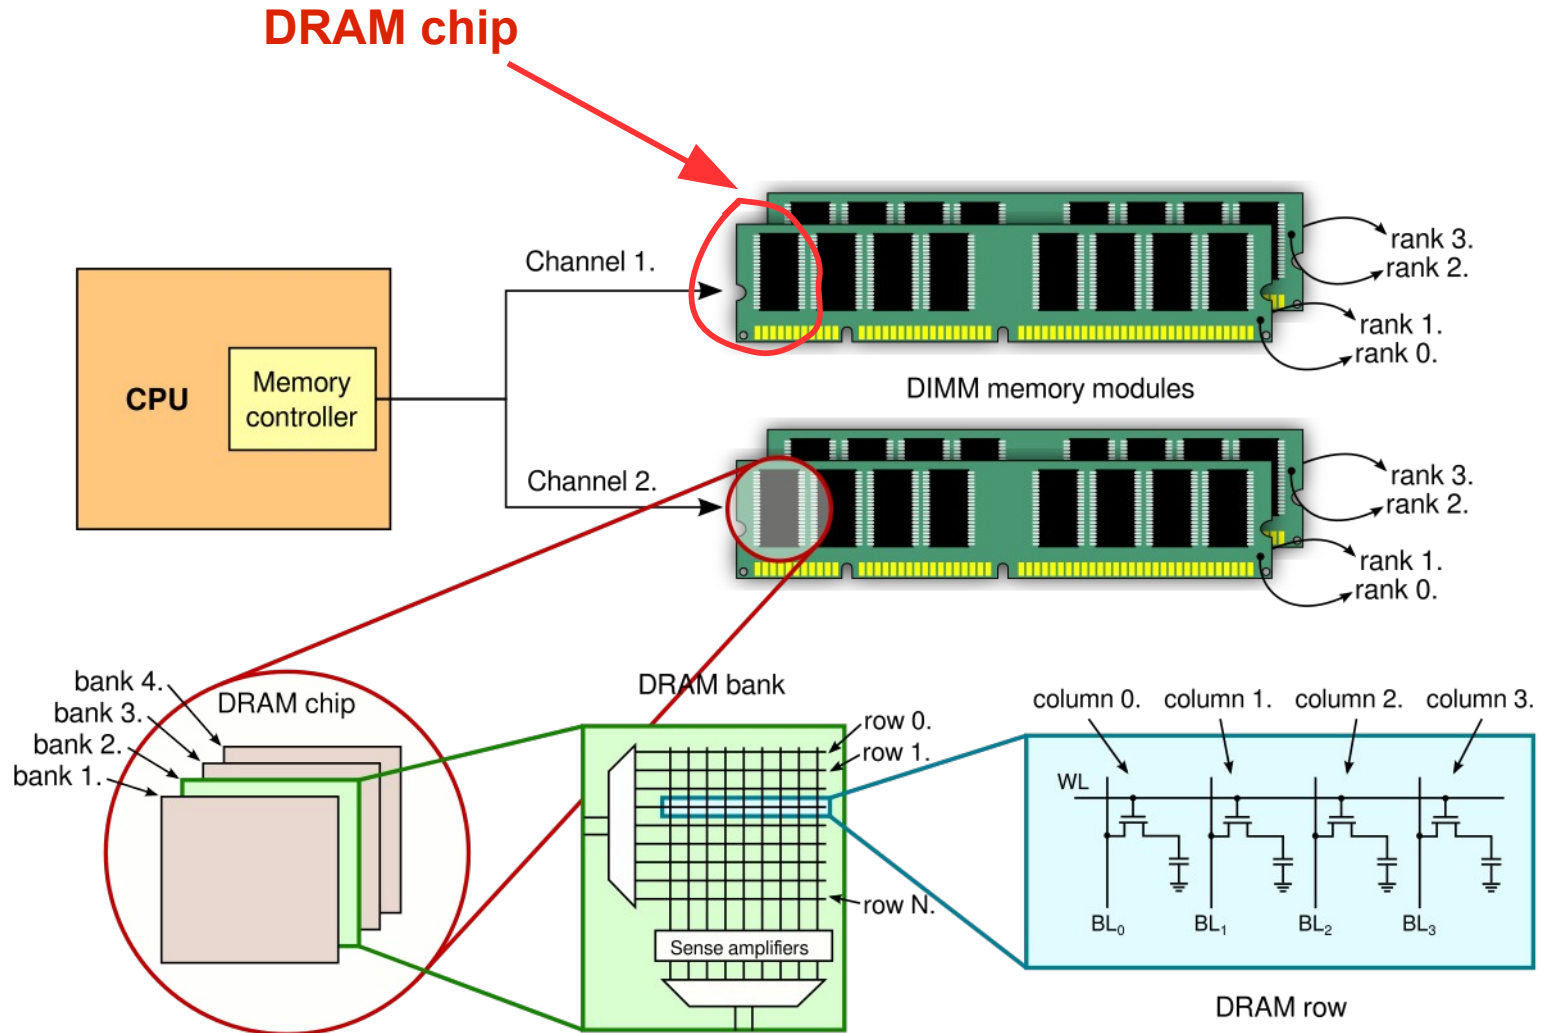 DRAM chip
Channel 1.
rank 3.
rank 2.
rank 1.
rank 0.
CPU
Memory
controller
DIMM memory modules
Channel 2.
rank 3.
rank 2.
rank 1.
rank 0.
bank 4.
bank 3.
bank 2.
bank 1.
DRAM chip
DRAM bank
row 0.
row 1.
row N.
Sense amplifiers
column 0.
column 1.
column 2.
column 3.
WL
BL₀
BL₁
BL₂
BL₃
DRAM row